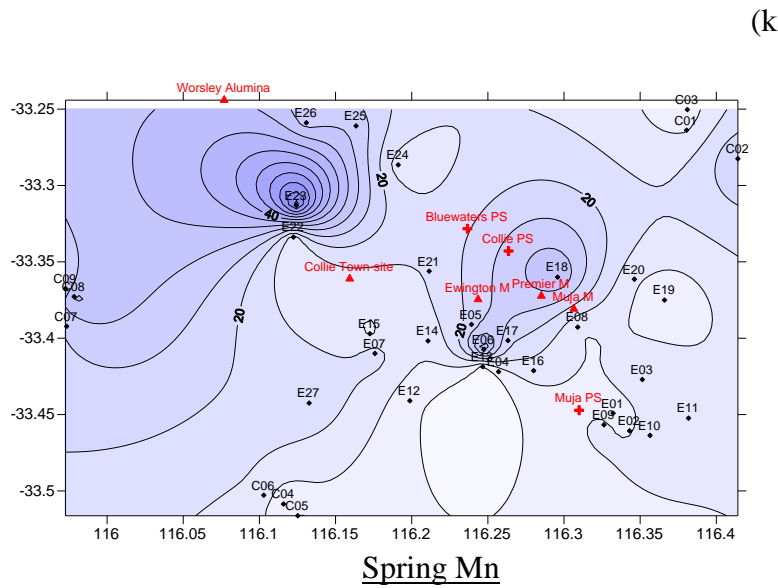 (k
Worsley Alumina
-33.25
E26
E25
C03
C01
E24
C02
20
-33.3
E23
40
20
E22
Bluewaters PS
Collie PS
-33.35
E21
E18
Collie Town site
E20
C09
C08
Ewington M
Premier M
Muja M
E19
C07
E15
E05
E08
20
20
-33.4
E14
E17
E07
E06
E13
E04
E16
E03
E27
E12
Muja PS
E01
E11
-33.45
E09
E02
E10
C06
C04
-33.5
C05
116
116.05
116.1
116.15
116.2
116.25
116.3
116.35
116.4
Spring Mn